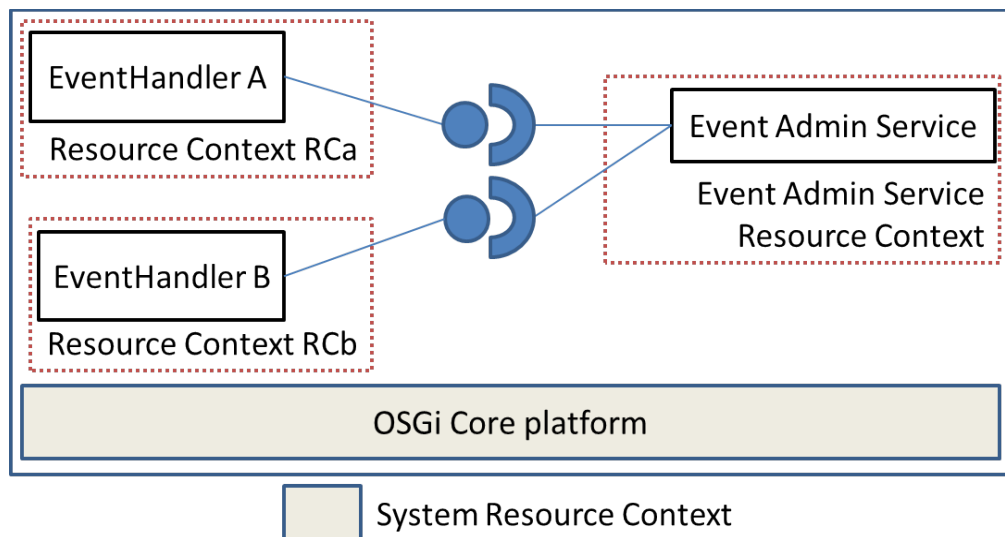 EventHandler A
Resource Context RCa
EventHandler B
Resource Context RCb
Event Admin Service
Event Admin Service
Resource Context
OSGi Core platform
System Resource Context